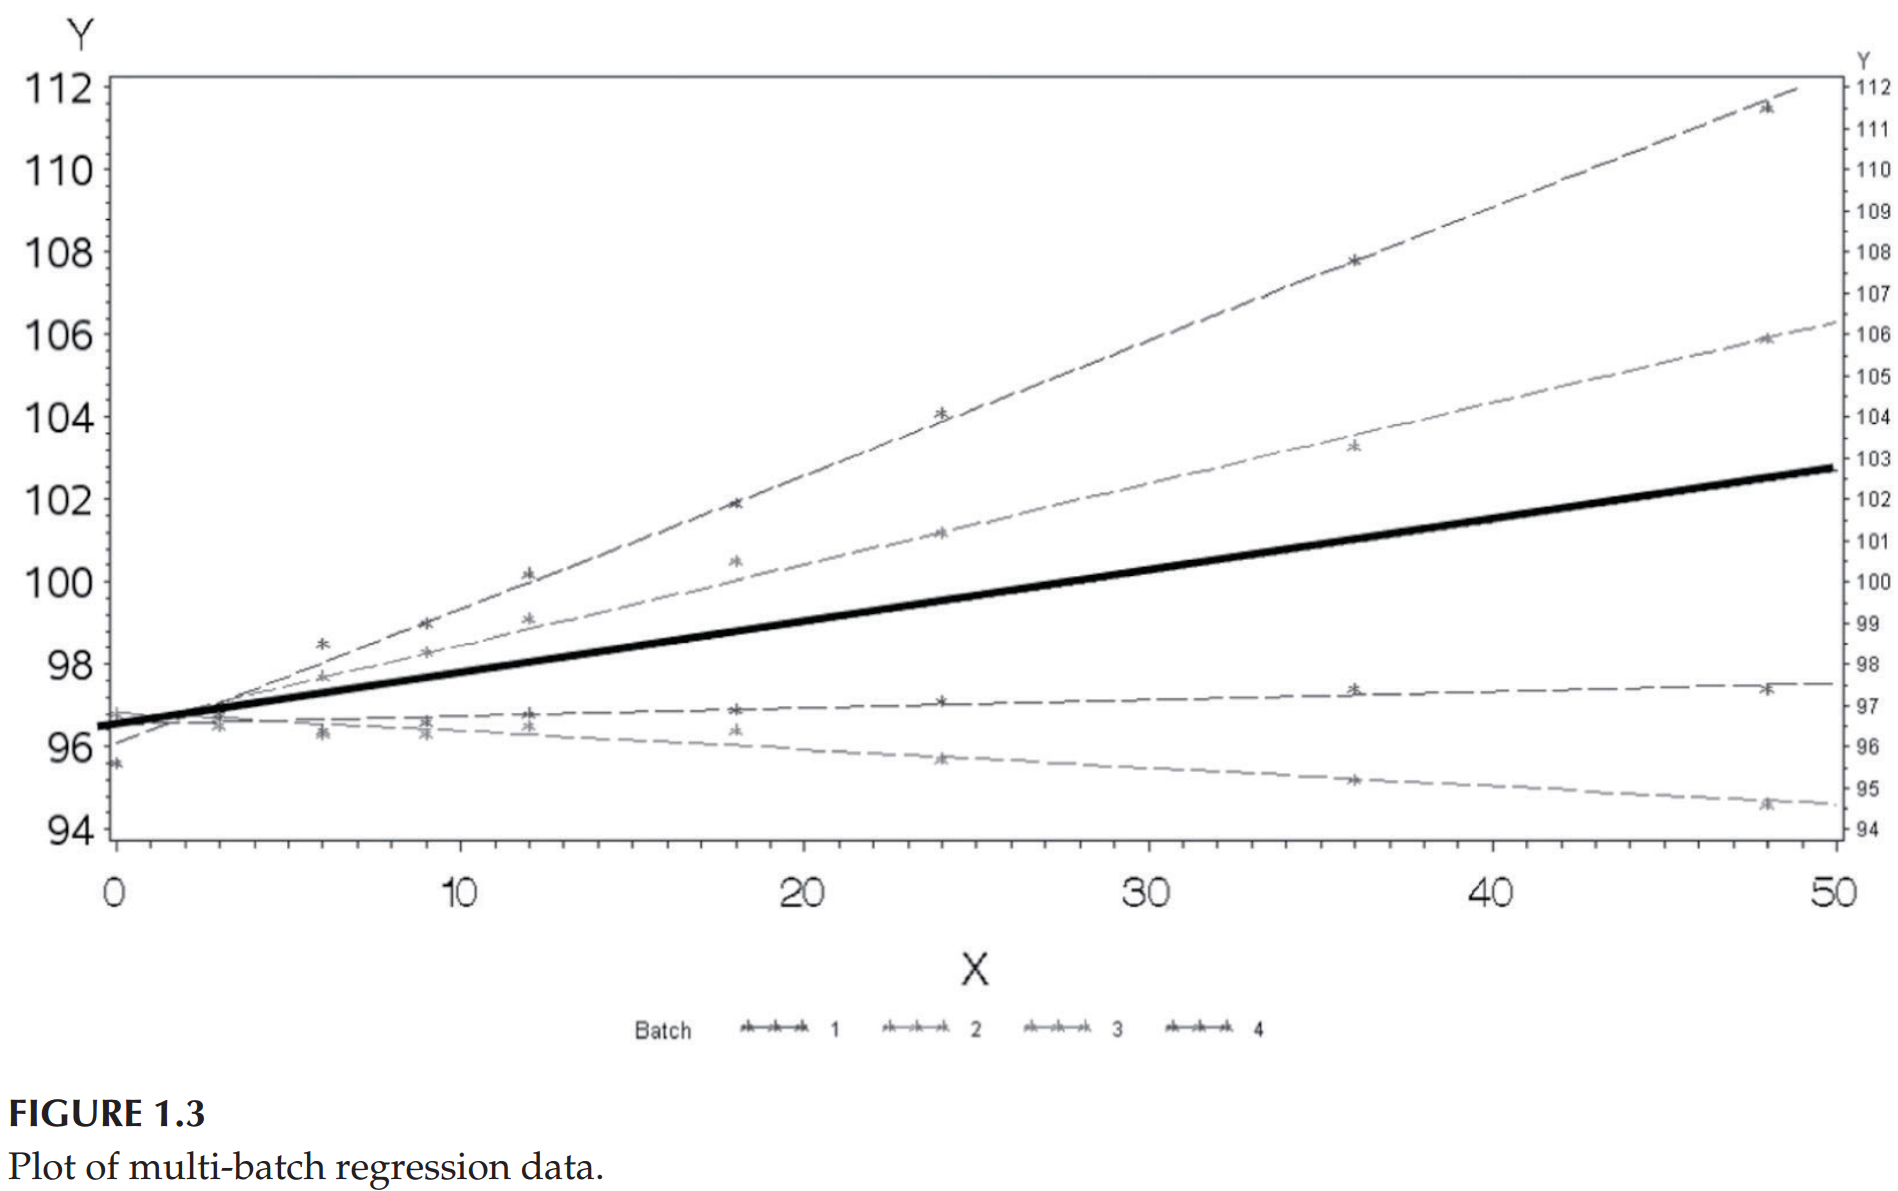 Y
Y
112 112
111
110 110
109
108 108
107
106 106
105
104 104
103
102 102
101
100 100
99
98 98
97
96 96
95
94 94
0 10 20 30 40 50
X
Batch 1 2 3 4
FIGURE 1.3
Plot of multi-batch regression data.